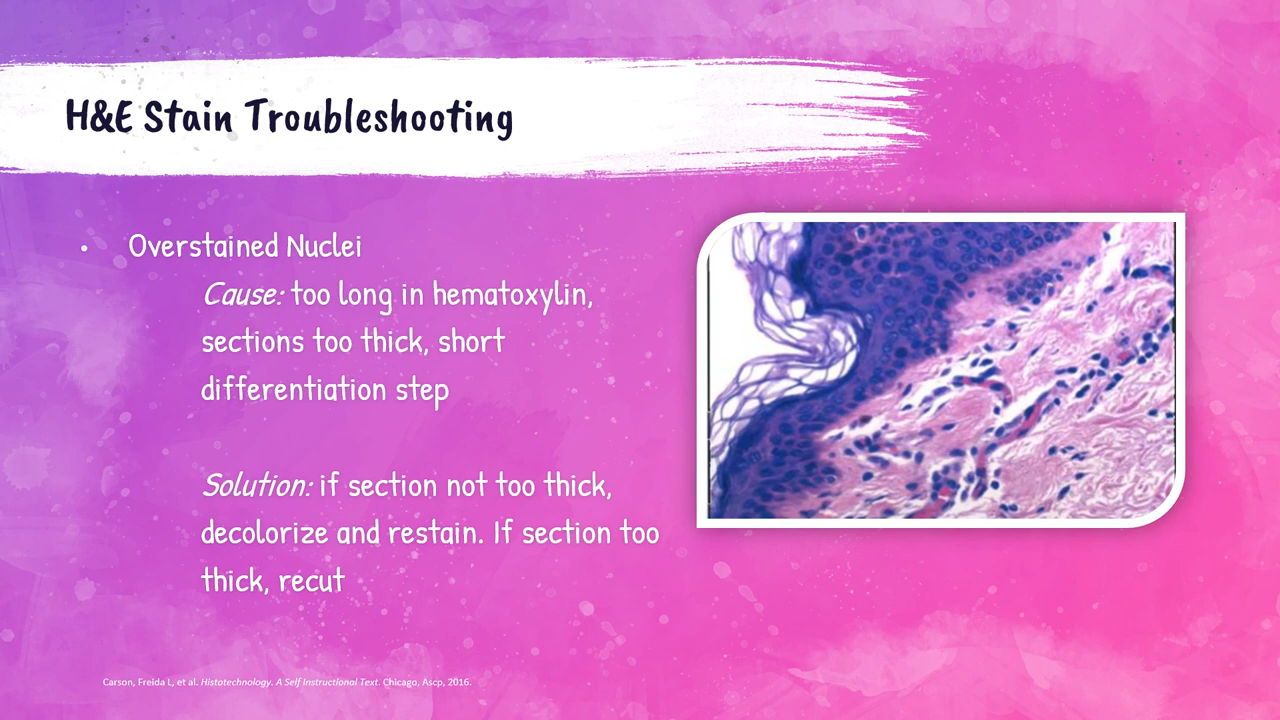 H&E Stain Troubleshooting
• Overstained Nuclei
Cause: too long in hematoxylin,
sections too thick, short
differentiation step
Solution: if section not too thick,
decolorize and restain. If section too
thick, recut
Carson, Freida L, et al. Histotechnology. A Self Instructional Text. Chicago, Ascp, 2016.